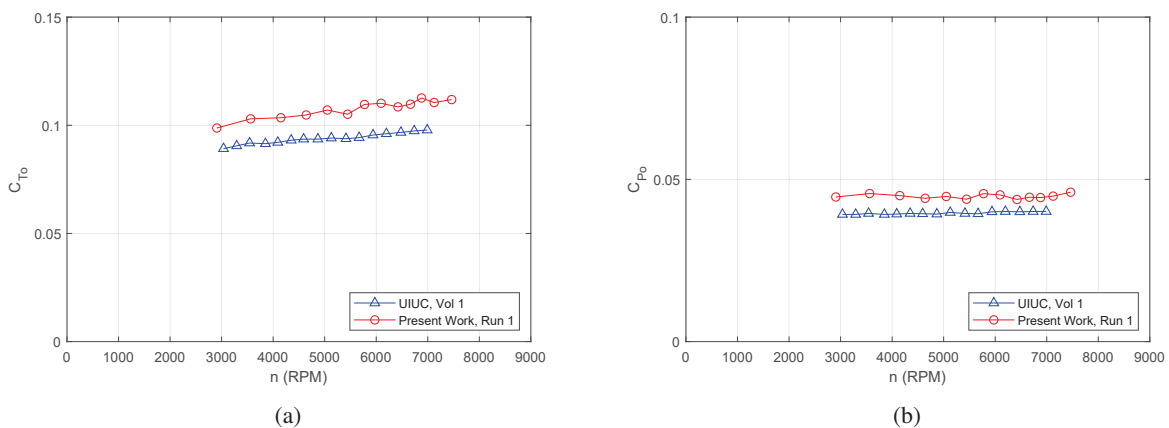 0.15
0.1
0.05
0
C_To
UIUC, Vol 1
Present Work, Run 1
0 1000 2000 3000 4000 5000 6000 7000 8000 9000
n (RPM)
(a)
0.1
0.05
0
C_Po
UIUC, Vol 1
Present Work, Run 1
0 1000 2000 3000 4000 5000 6000 7000 8000 9000
n (RPM)
(b)